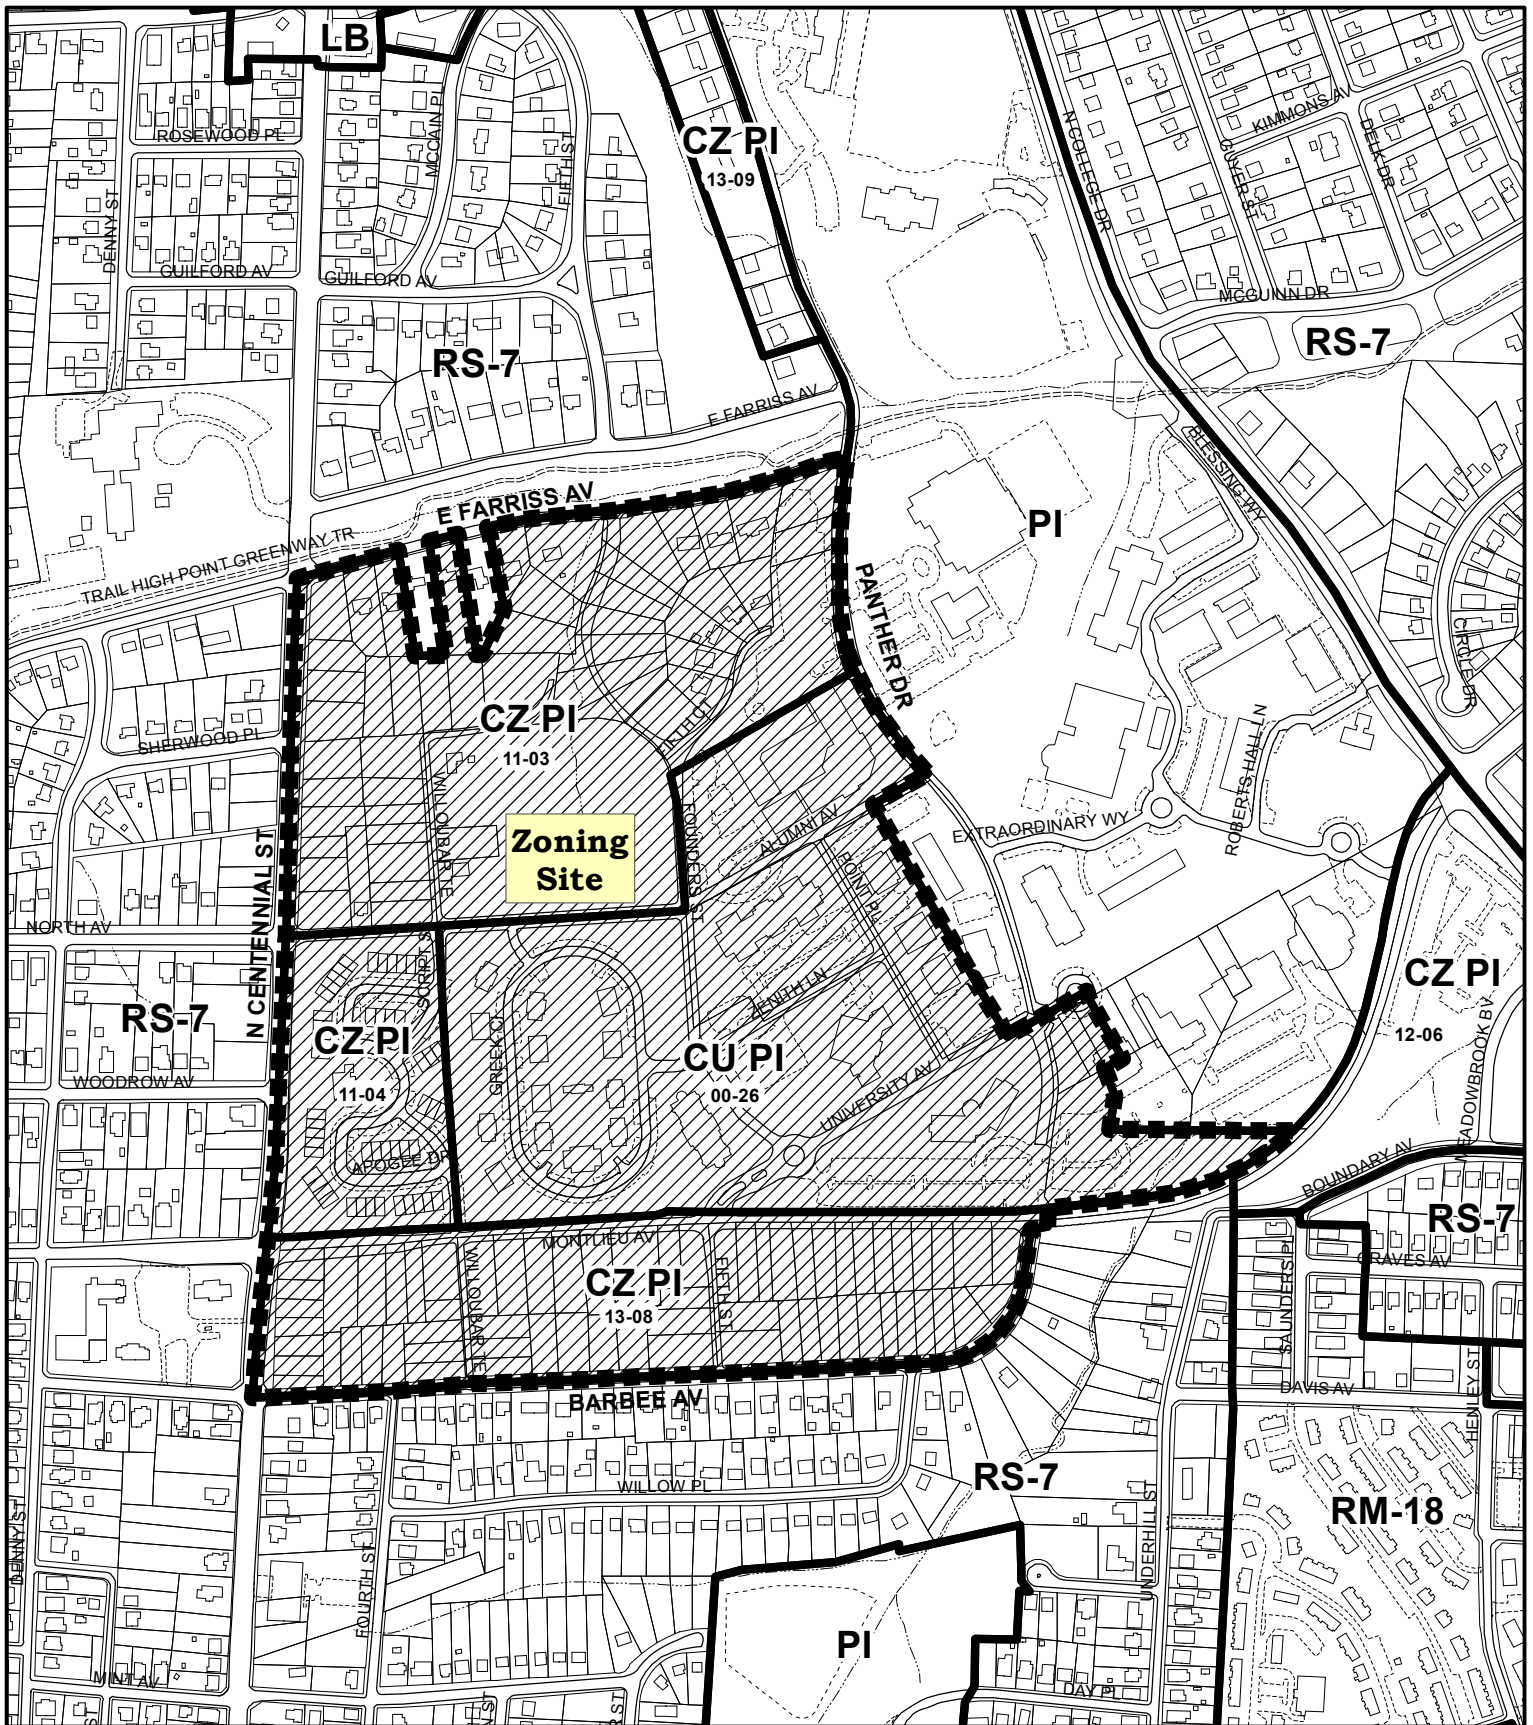 LB
ROSEWOOD PL
MCCAIN PL
FIFTH ST
CZ PI
13-09
N COLLEGE DR
GUYER ST
KIMMONS AV
DELK DR
DENNY ST
GUILFORD AV
GUILFORD AV
MCGUINN DR
RS-7
RS-7
E FARRISS AV
BLESSING WY
E FARRISS AV
PI
TRAIL HIGH POINT GREENWAY TR
PANTHER DR
CIRCLE DR
CZ PI
11-03
FIFTH CT
SHERWOOD PL
ROBERTS HALL LN
WILLOUBAR TE
Zoning
Site
FOUNDERS ST
ALUMNI AV
POINT PL
EXTRAORDINARY WY
N CENTENNIAL ST
NORTH AV
SCRIPT S
ZENITH LN
CZ PI
12-06
MEADOWBROOK BV
RS-7
CZ PI
11-04
GREEK CI
CU PI
00-26
WOODROW AV
UNIVERSITY AV
APOGEE DR
BOUNDARY AV
RS-7
MONTLIEU AV
WILLOUBAR TE
CZ PI
13-08
FIFTH ST
SAUNDERS PL
GRAVES AV
BARBEE AV
DAVIS AV
HENLEY ST
WILLOW PL
RS-7
RM-18
DENNY ST
FOURTH ST
UNDERHILL ST
PI
MINT AV
DAY PL
ST
N ST
R ST